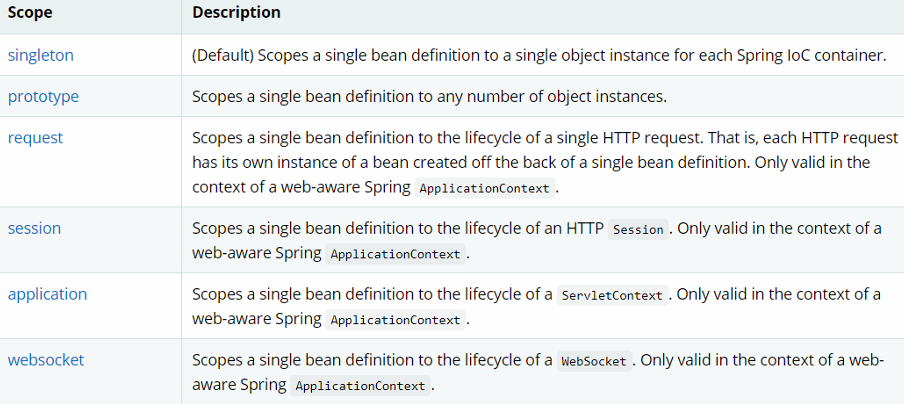 Scope Description
singleton (Default) Scopes a single bean definition to a single object instance for each Spring IoC container.
prototype Scopes a single bean definition to any number of object instances.
request Scopes a single bean definition to the lifecycle of a single HTTP request. That is, each HTTP request
has its own instance of a bean created off the back of a single bean definition. Only valid in the
context of a web-aware Spring ApplicationContext.
session Scopes a single bean definition to the lifecycle of an HTTP Session. Only valid in the context of a
web-aware Spring ApplicationContext.
application Scopes a single bean definition to the lifecycle of a ServletContext. Only valid in the context of a
web-aware Spring ApplicationContext.
websocket Scopes a single bean definition to the lifecycle of a WebSocket. Only valid in the context of a web-
aware Spring ApplicationContext.